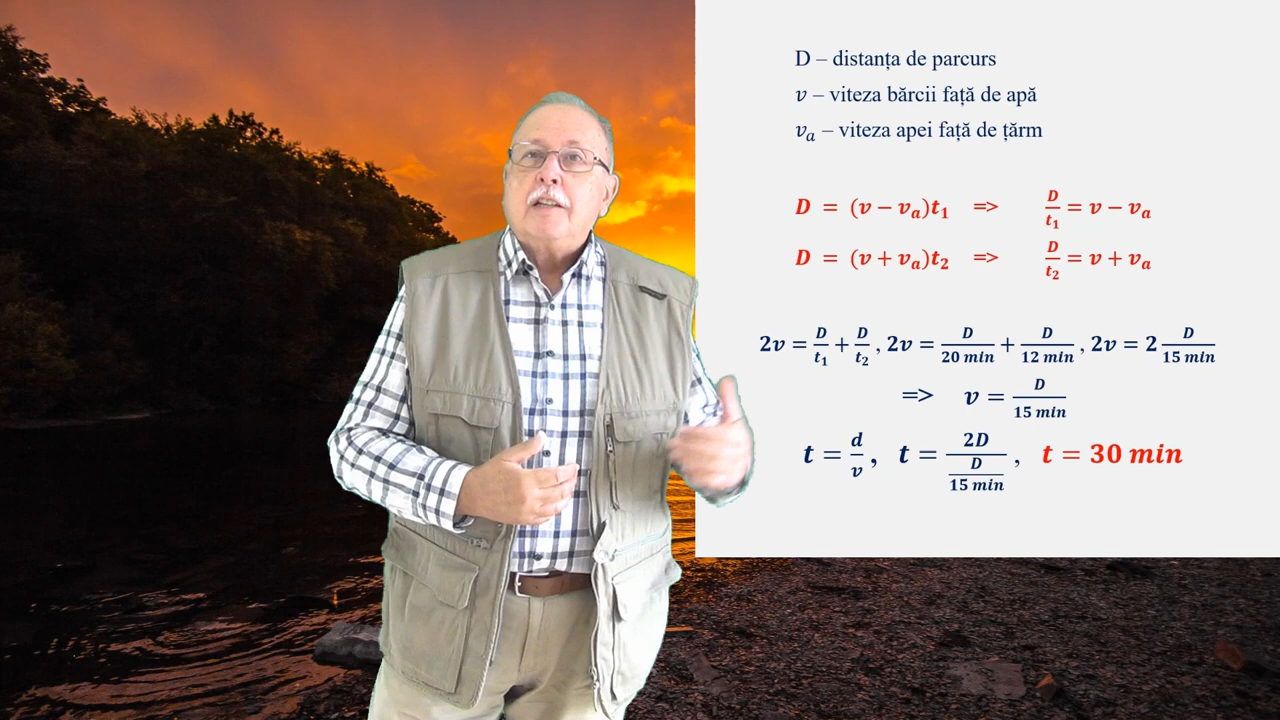 D – distanța de parcurs
v – viteza bărcii față de apă
vₐ – viteza apei față de țărm
D = (v − vₐ)t₁ => D/t₁ = v − vₐ
D = (v + vₐ)t₂ => D/t₂ = v + vₐ
2v = D/t₁ + D/t₂ , 2v = D/20 min + D/12 min , 2v = 2 D/15 min
=> v = D/15 min
t = d/v , t = 2D/(D/15 min) , t = 30 min